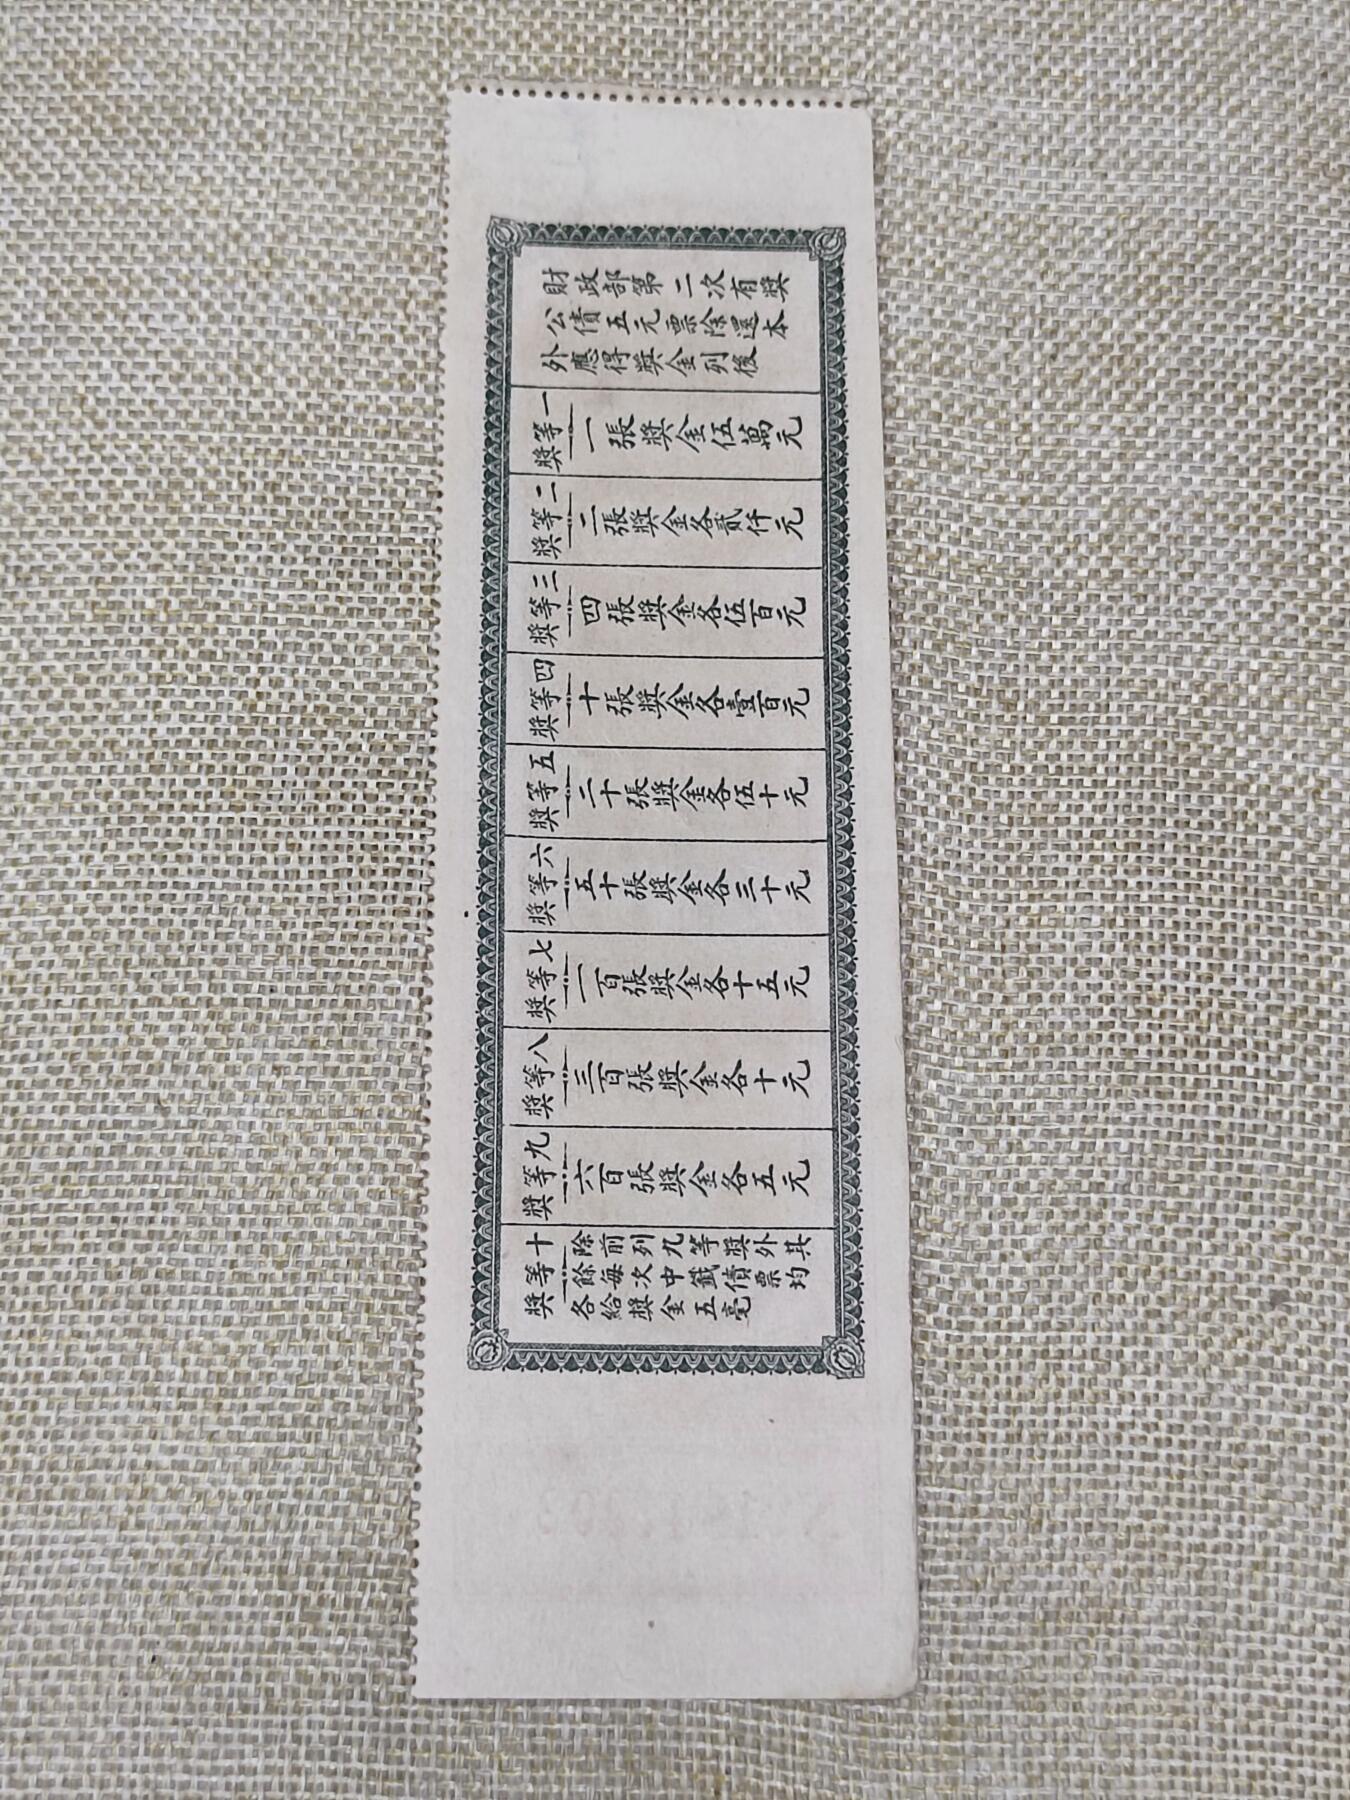 財政部第二次有獎
公債五元票除還本
外應得獎金列後
一等獎
一張獎金伍萬元
二等獎
二張獎金各貳仟元
三等獎
四張獎金各伍百元
四等獎
十張獎金各壹百元
五等獎
二十張獎金各伍十元
六等獎
五十張獎金各三十元
七等獎
一百張獎金各十五元
八等獎
三百張獎金各十元
九等獎
六百張獎金各五元
十等獎
除前列九等獎外其
餘每次中籤債票均
各給獎金五毫